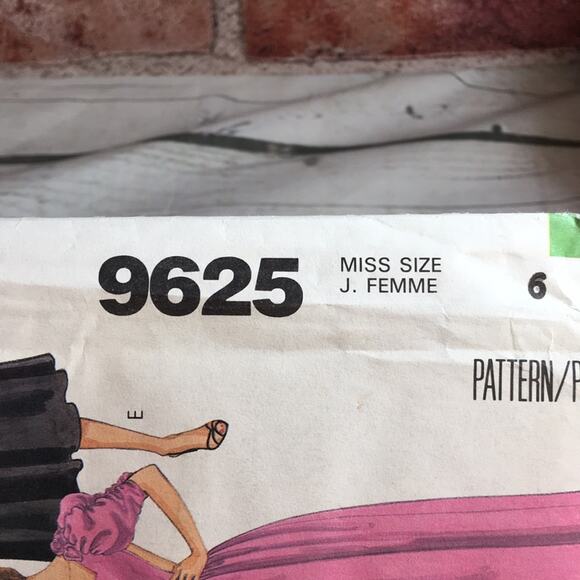 9625
MISS SIZE
J. FEMME
6
PATTERN/P
E